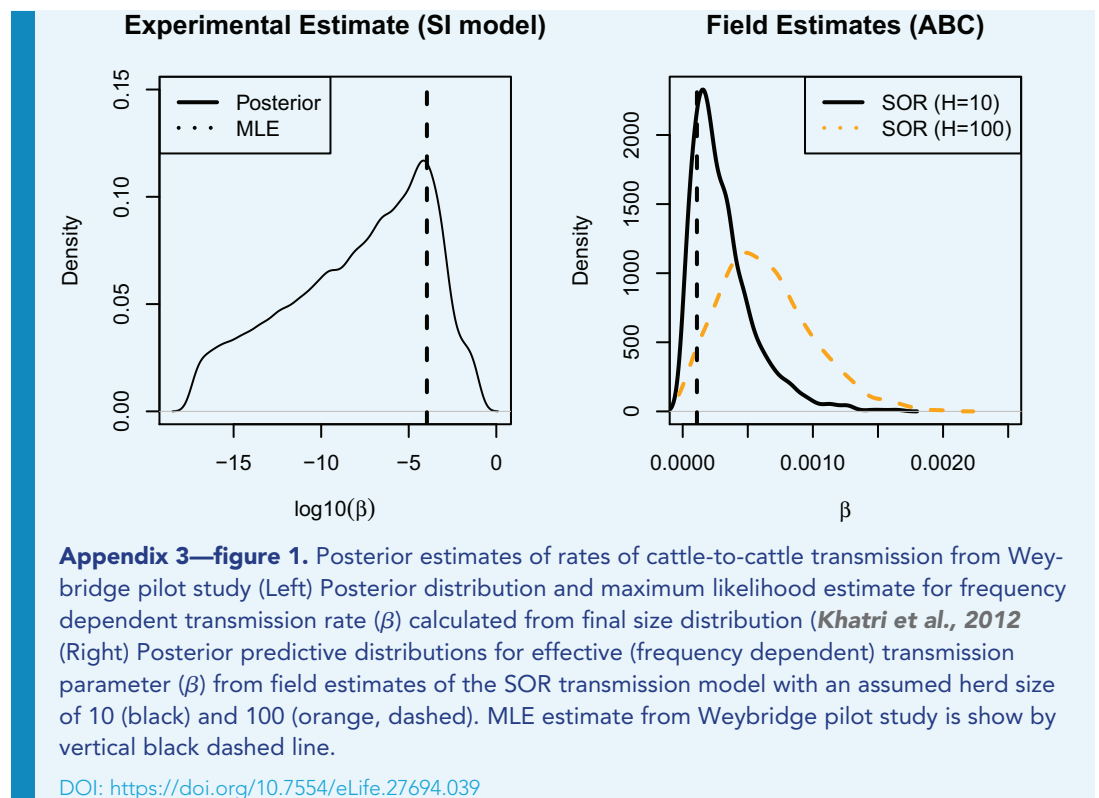 Experimental Estimate (SI model)
Posterior
MLE
0.15
0.10
0.05
0.00
Density
−15
−10
−5
0
log10(β)
Field Estimates (ABC)
SOR (H=10)
SOR (H=100)
2000
1500
1000
500
0
Density
0.0000
0.0010
0.0020
β
Appendix 3—figure 1. Posterior estimates of rates of cattle-to-cattle transmission from Wey-
bridge pilot study (Left) Posterior distribution and maximum likelihood estimate for frequency
dependent transmission rate (β) calculated from final size distribution (Khatri et al., 2012
(Right) Posterior predictive distributions for effective (frequency dependent) transmission
parameter (β) from field estimates of the SOR transmission model with an assumed herd size
of 10 (black) and 100 (orange, dashed). MLE estimate from Weybridge pilot study is show by
vertical black dashed line.
DOI: https://doi.org/10.7554/eLife.27694.039